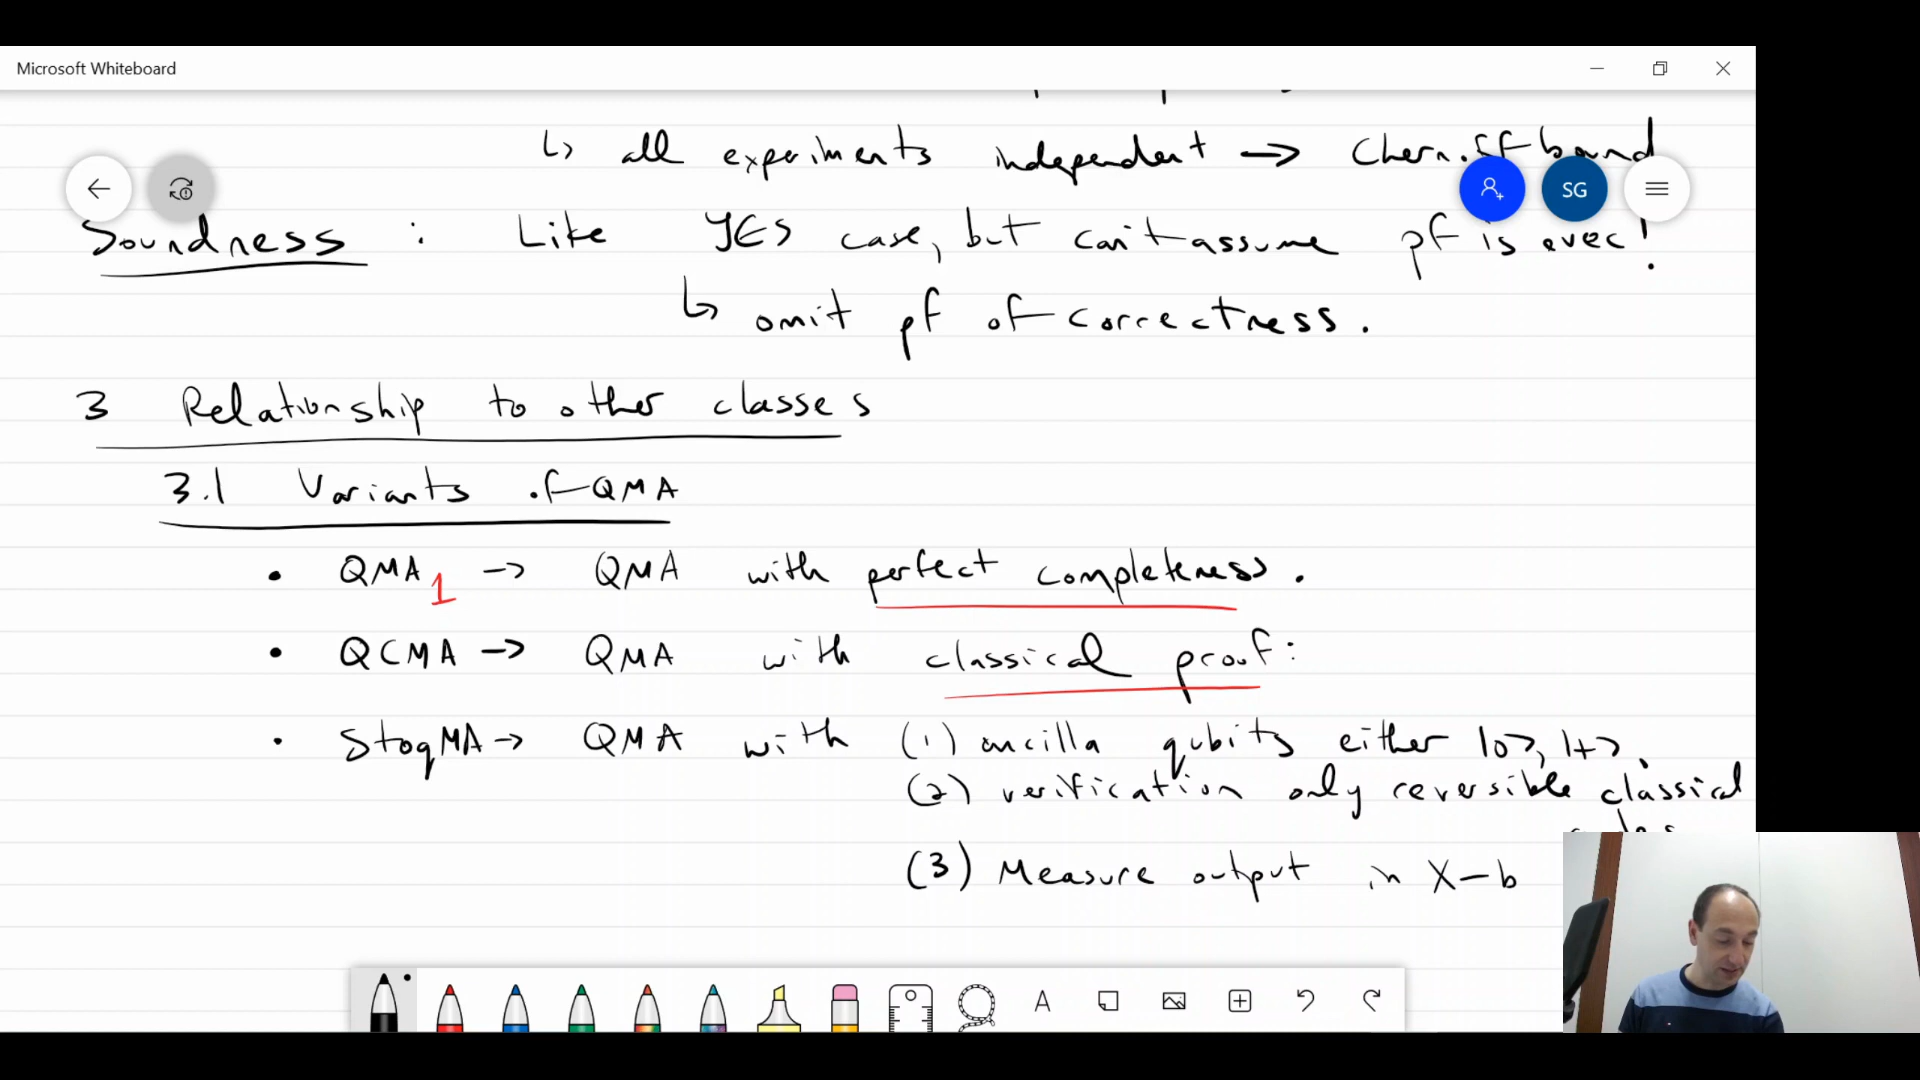 Microsoft Whiteboard
↳ all experiments independent → Chernoff bound
SG
Soundness : Like YES case, but can't assume pf is avec!
↳ omit pf of correctness.
3 Relationship to other classes
3.1 Variants of QMA
• QMA1 → QMA with perfect completeness.
• QCMA → QMA with classical proof:
• StoqMA → QMA with (1) ancilla qubits either |0>, |+>.
(2) verification only reversible classical
(3) Measure output in X-b
A